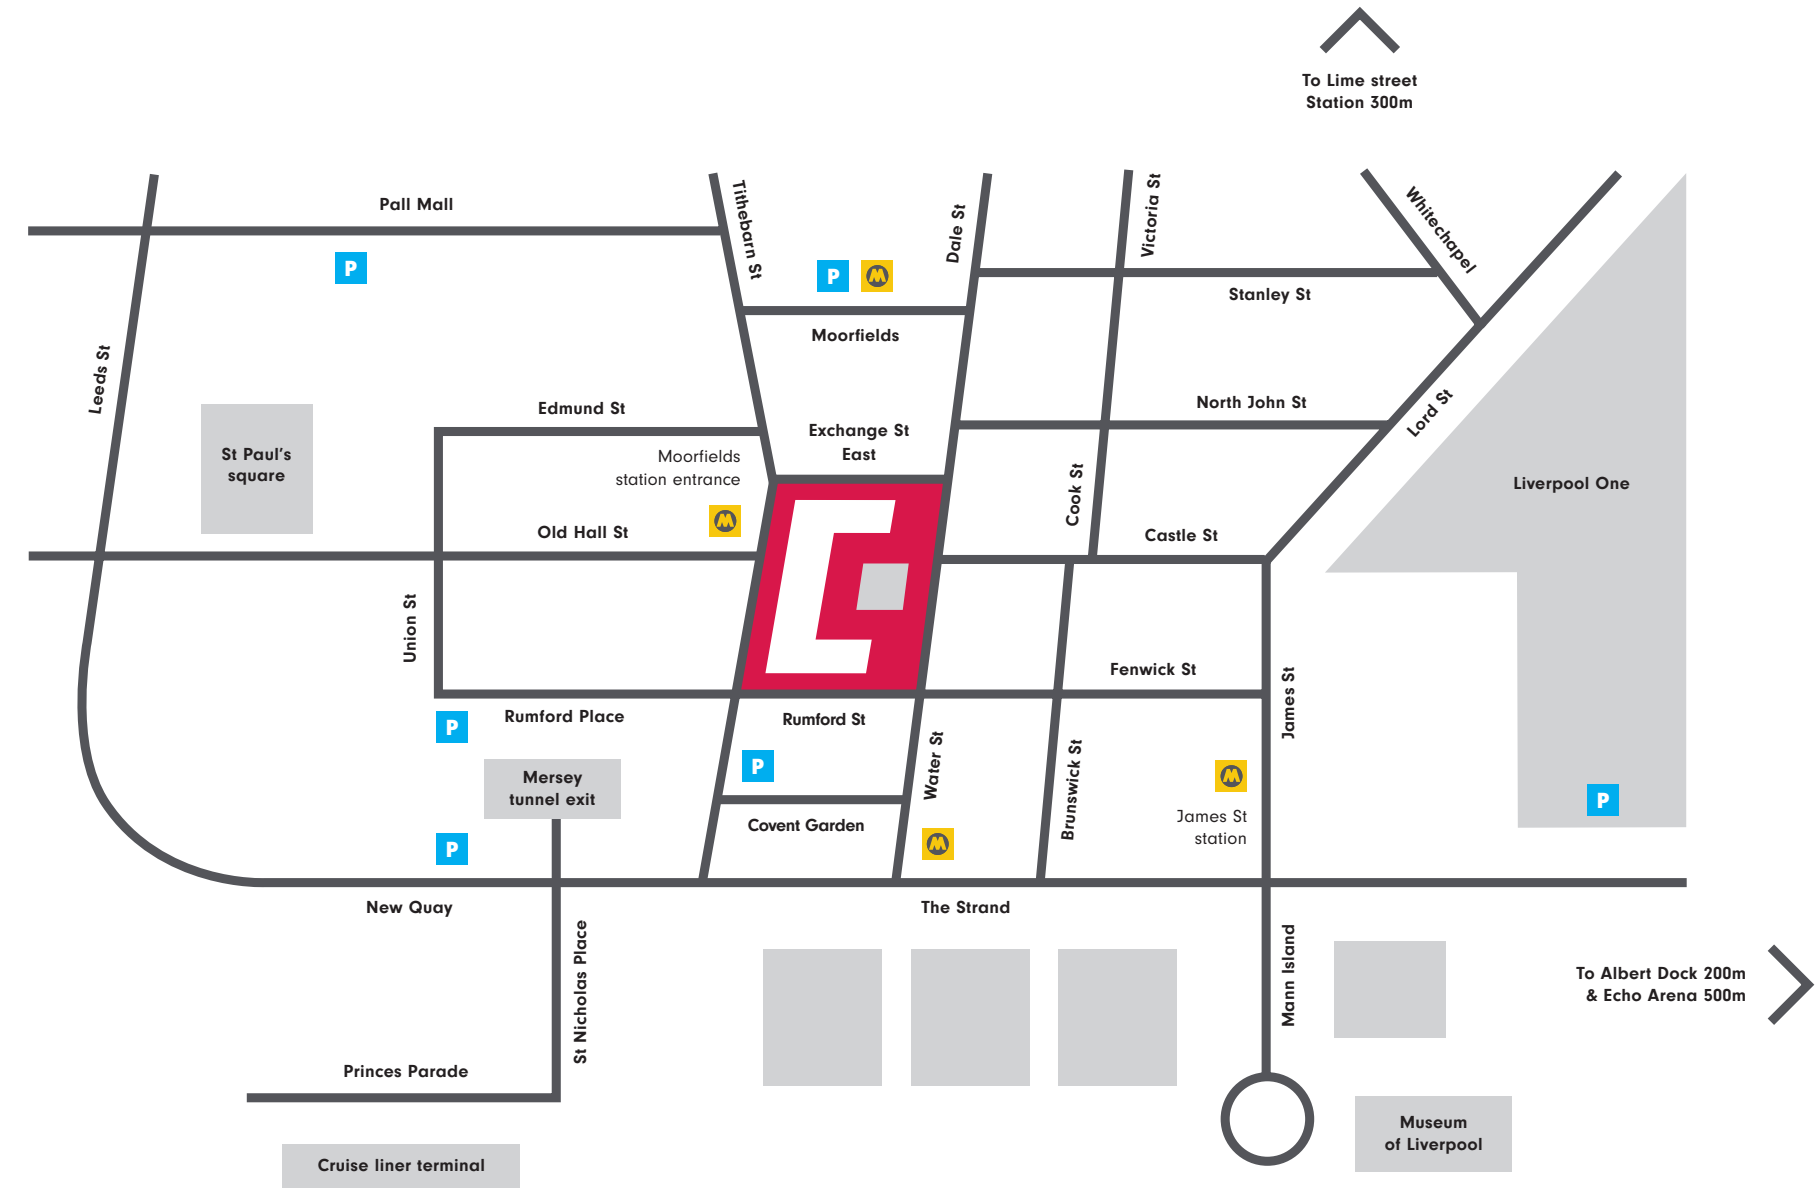 To Lime street
Station 300m
Pall Mall
Tithebarn St
Dale St
Victoria St
Whitechapel
P
P
M
Stanley St
Moorfields
Leeds St
Edmund St
North John St
Lord St
Exchange St
East
St Paul's
square
Moorfields
station entrance
M
Cook St
Liverpool One
Old Hall St
Castle St
Union St
Fenwick St
James St
Rumford Place
Rumford St
P
P
Water St
Brunswick St
M
Mersey
tunnel exit
P
James St
station
Covent Garden
P
M
New Quay
The Strand
St Nicholas Place
Mann Island
To Albert Dock 200m
& Echo Arena 500m
Princes Parade
Museum
of Liverpool
Cruise liner terminal